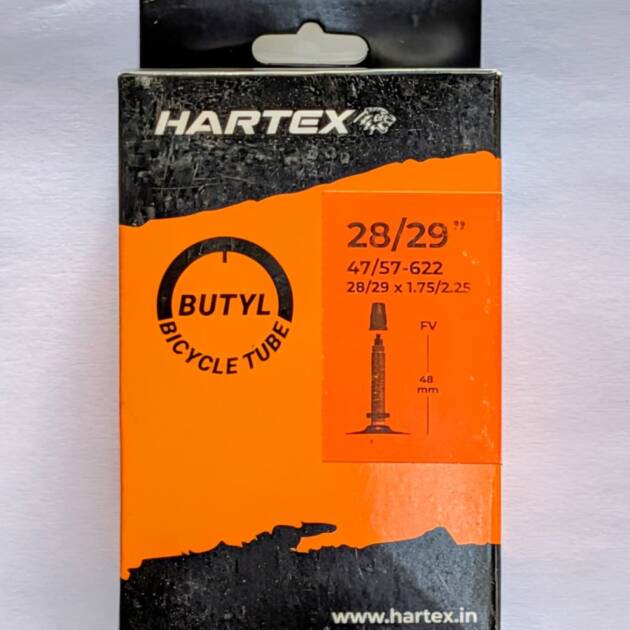 HARTEX
28/29"
47/57-622
28/29 x 1.75/2.25
BUTYL
BICYCLE TUBE
FV
48
mm
www.hartex.in